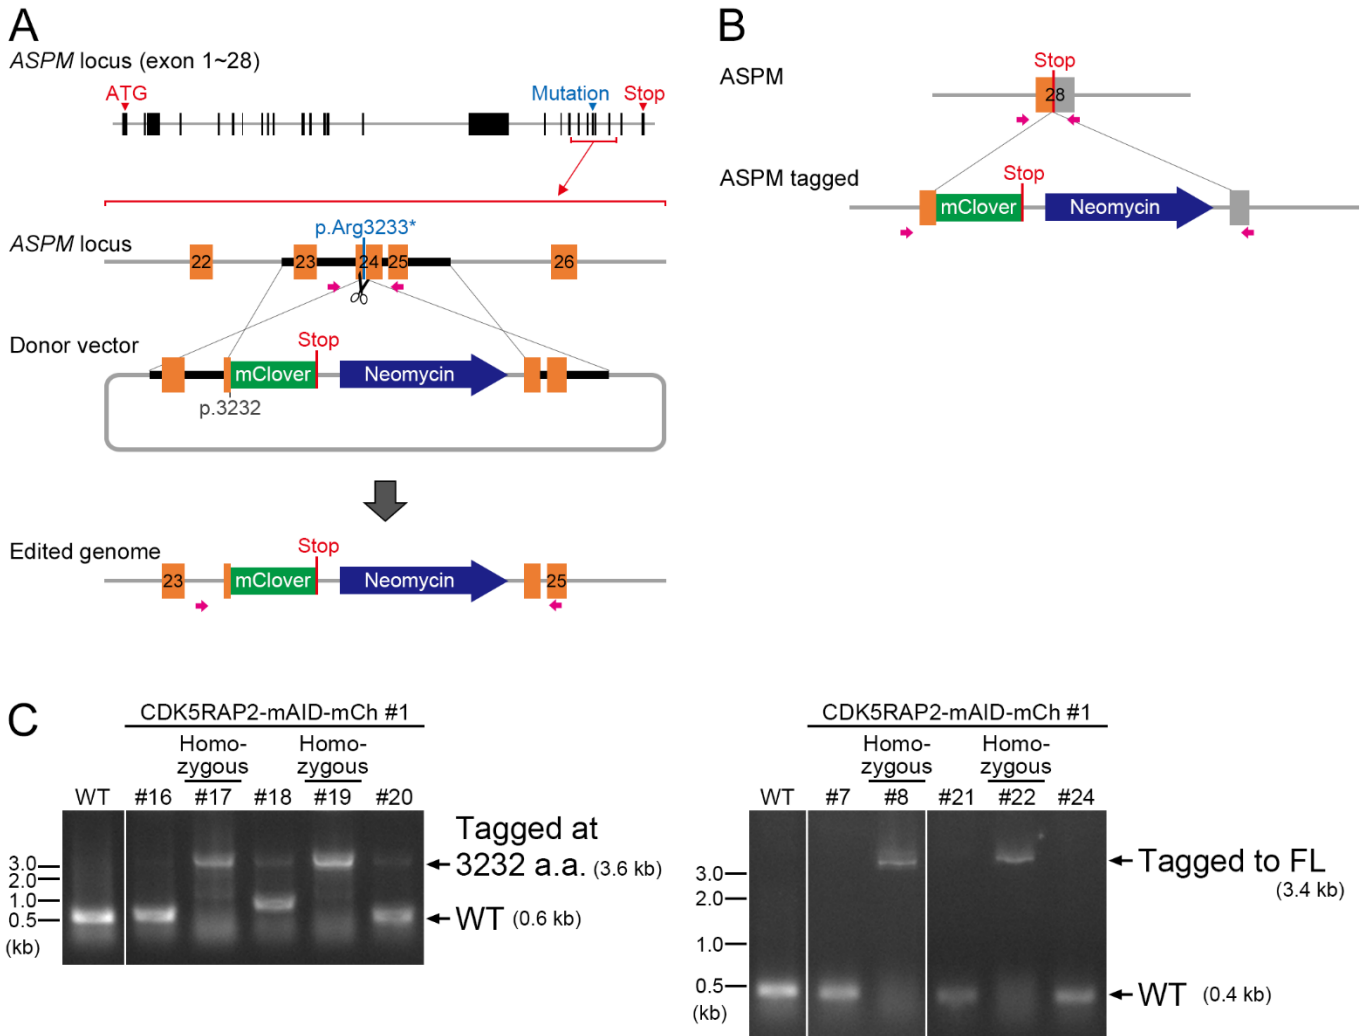 A
ASPM locus (exon 1~28)
ATG
Mutation
Stop
p.Arg3233*
ASPM locus
22
23
24
25
26
Donor vector
Stop
mClover
Neomycin
p.3232
Edited genome
Stop
23
mClover
Neomycin
25
B
Stop
ASPM
28
ASPM tagged
Stop
mClover
Neomycin
C
CDK5RAP2-mAID-mCh #1
Homo-
zygous
Homo-
zygous
WT
#16
#17
#18
#19
#20
3.0
2.0
1.0
0.5
(kb)
Tagged at
3232 a.a. (3.6 kb)
WT (0.6 kb)
CDK5RAP2-mAID-mCh #1
Homo-
zygous
Homo-
zygous
WT
#7
#8
#21
#22
#24
3.0
2.0
1.0
0.5
(kb)
Tagged to FL
(3.4 kb)
WT (0.4 kb)